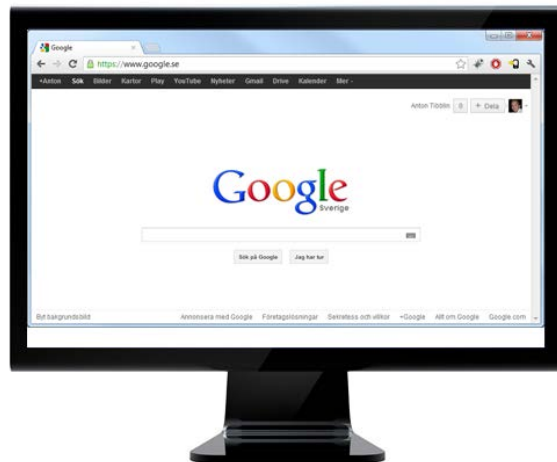 Google
https://www.google.se
+Anton Sök Bilder Kartor Play YouTube Nyheter Gmail Drive Kalender Mer
Anton Tibblin 0 + Dela
Google
Sverige
Sök på Google Jag har tur
Byt bakgrundsbild Annonsera med Google Företagslösningar Sekretess och villkor +Google Allt om Google Google.com